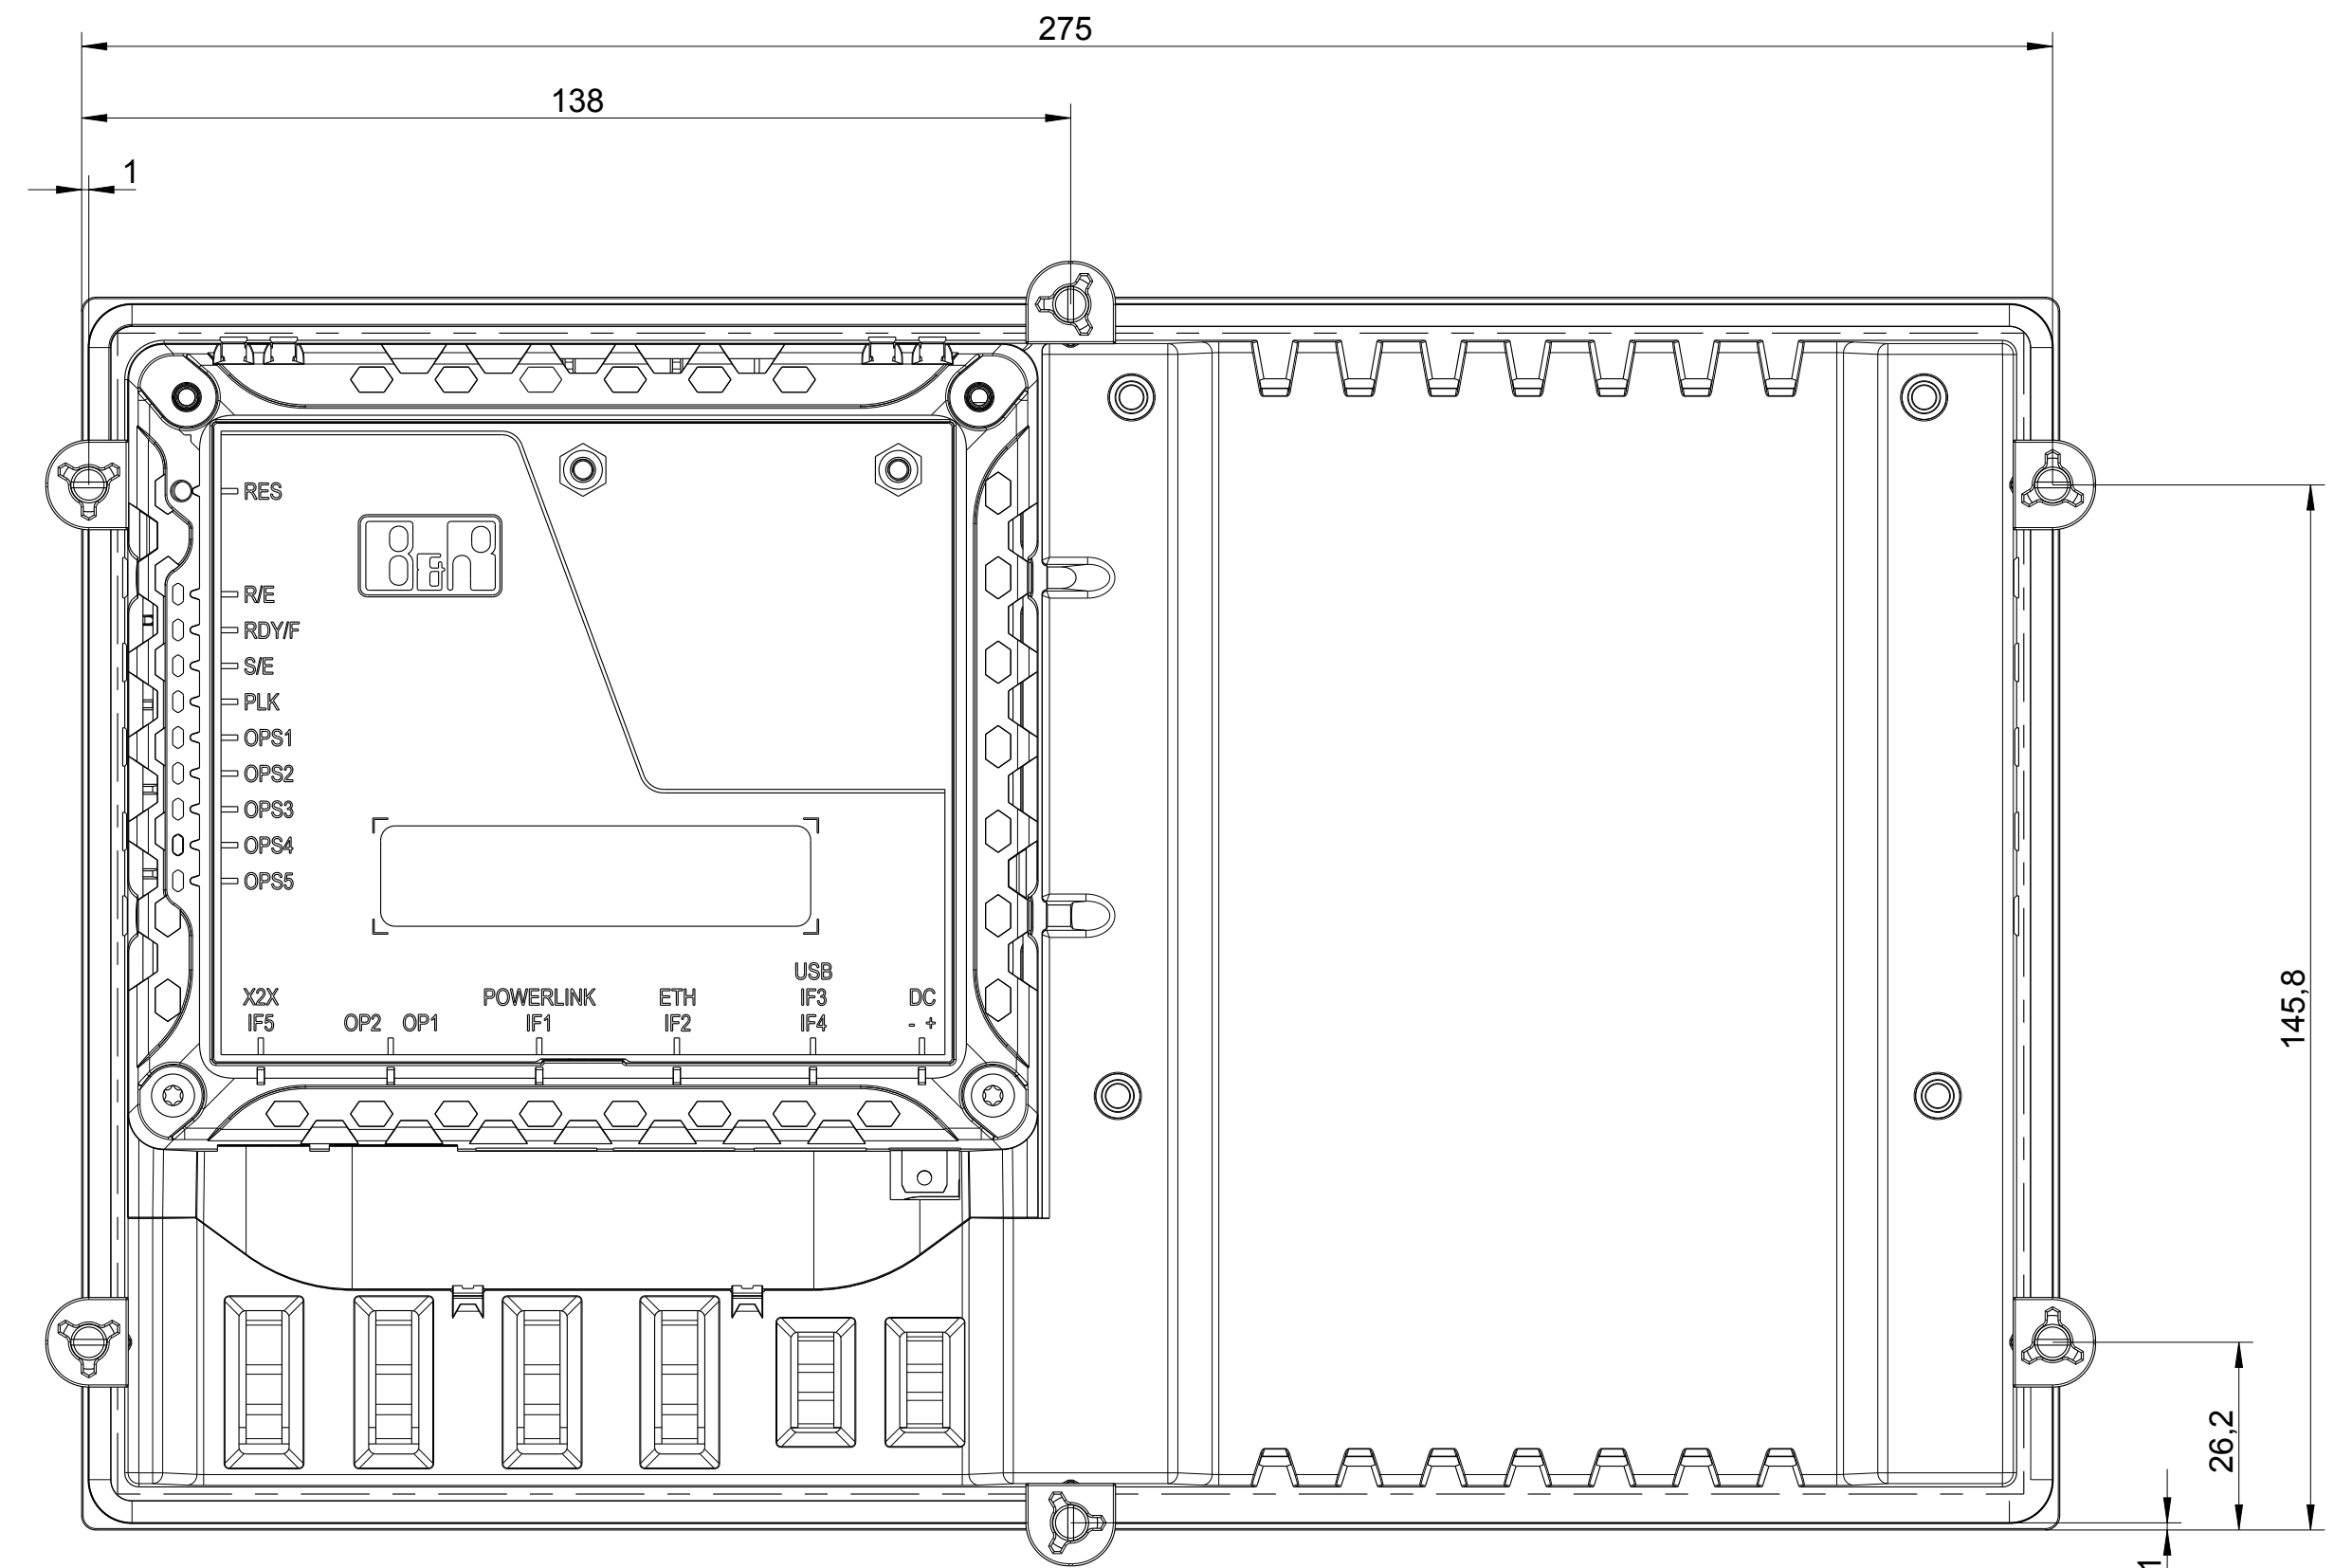 275
138
1
RES
B&R
R/E
RDY/F
S/E
PLK
OPS1
OPS2
OPS3
OPS4
OPS5
USB
X2X POWERLINK ETH IF3 DC
IF5 OP2 OP1 IF1 IF2 IF4 - +
145,8
26,2
1